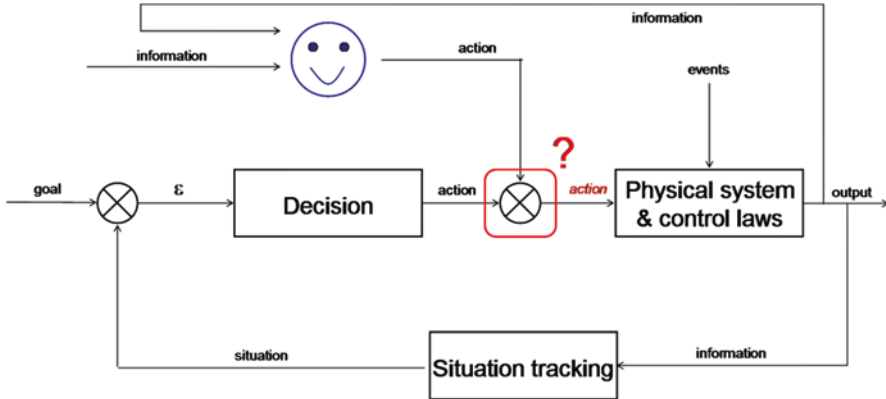 information
action
information
events
?
goal
ε
Decision
action
action
Physical system
& control laws
output
situation
Situation tracking
information